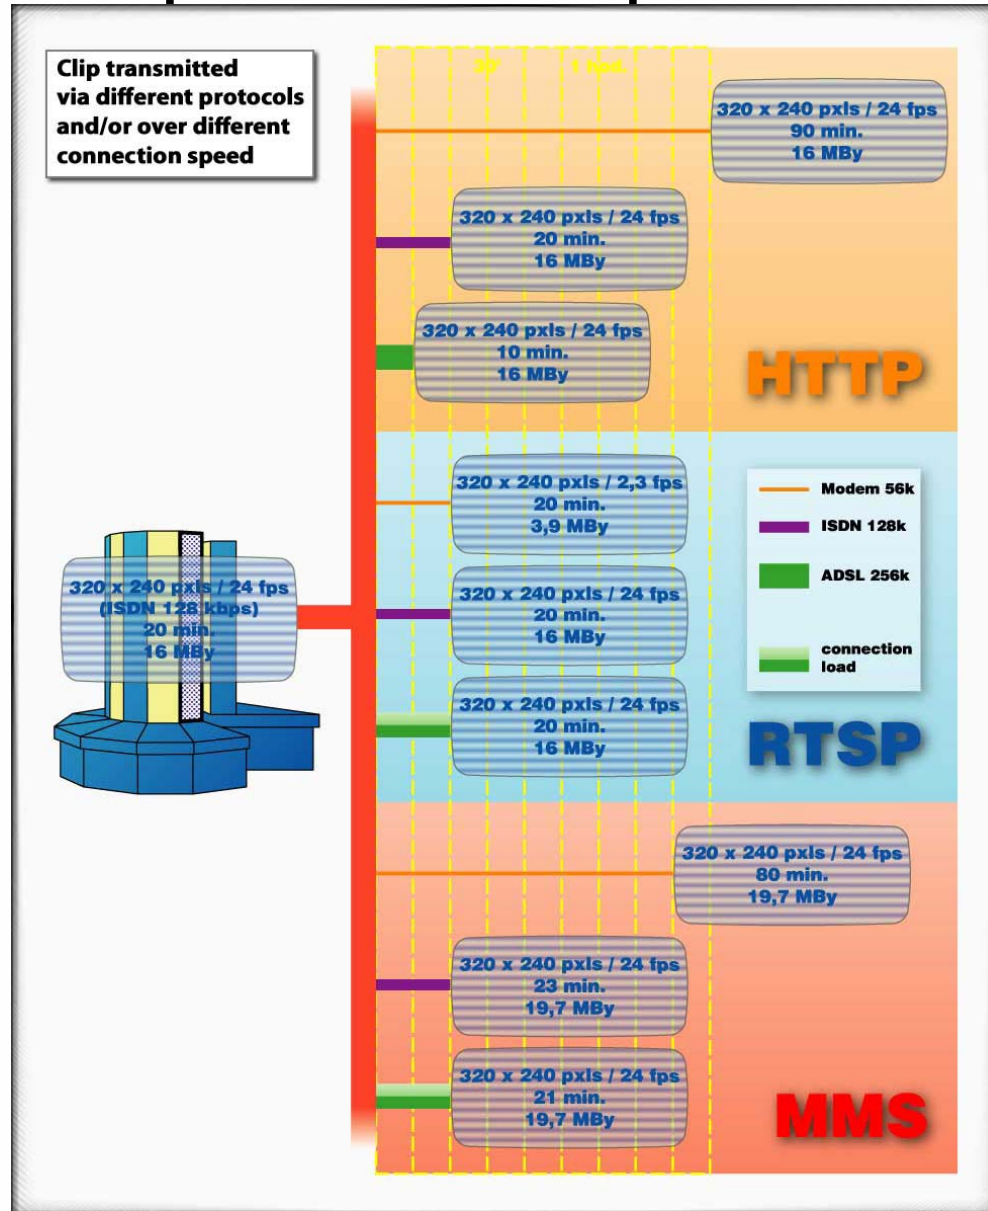 Clip transmitted
via different protocols
and/or over different
connection speed
30' 1 hod.
320 x 240 pxls / 24 fps
90 min.
16 MBy
320 x 240 pxls / 24 fps
20 min.
16 MBy
320 x 240 pxls / 24 fps
10 min.
16 MBy
HTTP
320 x 240 pxls / 24 fps
(ISDN 128 kbps)
20 min.
16 MBy
320 x 240 pxls / 2,3 fps
20 min.
3,9 MBy
320 x 240 pxls / 24 fps
20 min.
16 MBy
320 x 240 pxls / 24 fps
20 min.
16 MBy
Modem 56k
ISDN 128k
ADSL 256k
connection
load
RTSP
320 x 240 pxls / 24 fps
80 min.
19,7 MBy
320 x 240 pxls / 24 fps
23 min.
19,7 MBy
320 x 240 pxls / 24 fps
21 min.
19,7 MBy
MMS